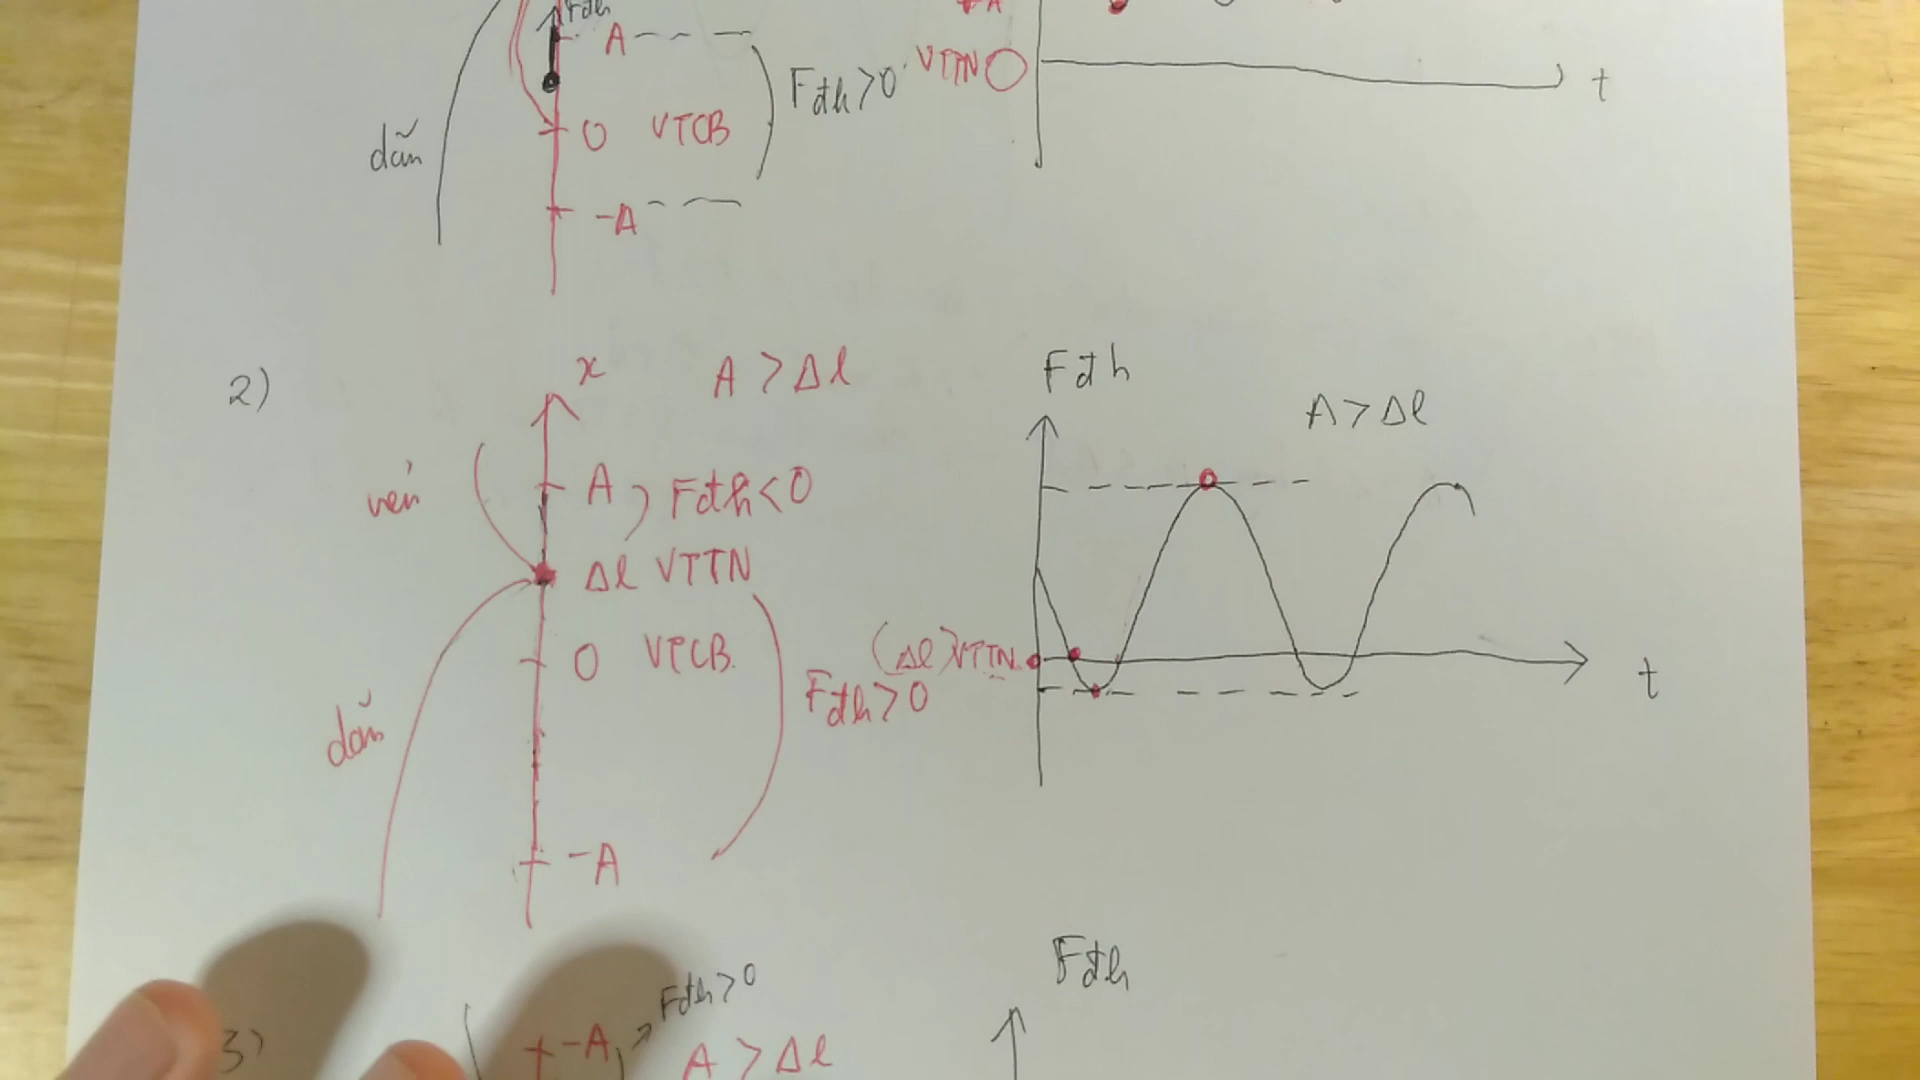 Fđh
A
Fđh>0
VTTN O
t
dãn
O VTCB
-A
2)
x
A > Δl
Fđh
A > Δl
nén
A
Fđh<0
Δl VTTN
O VTCB
(Δl) VTTN
t
Fđh>0
dãn
-A
Fđh
3)
-A
Fđh>0
A > Δl